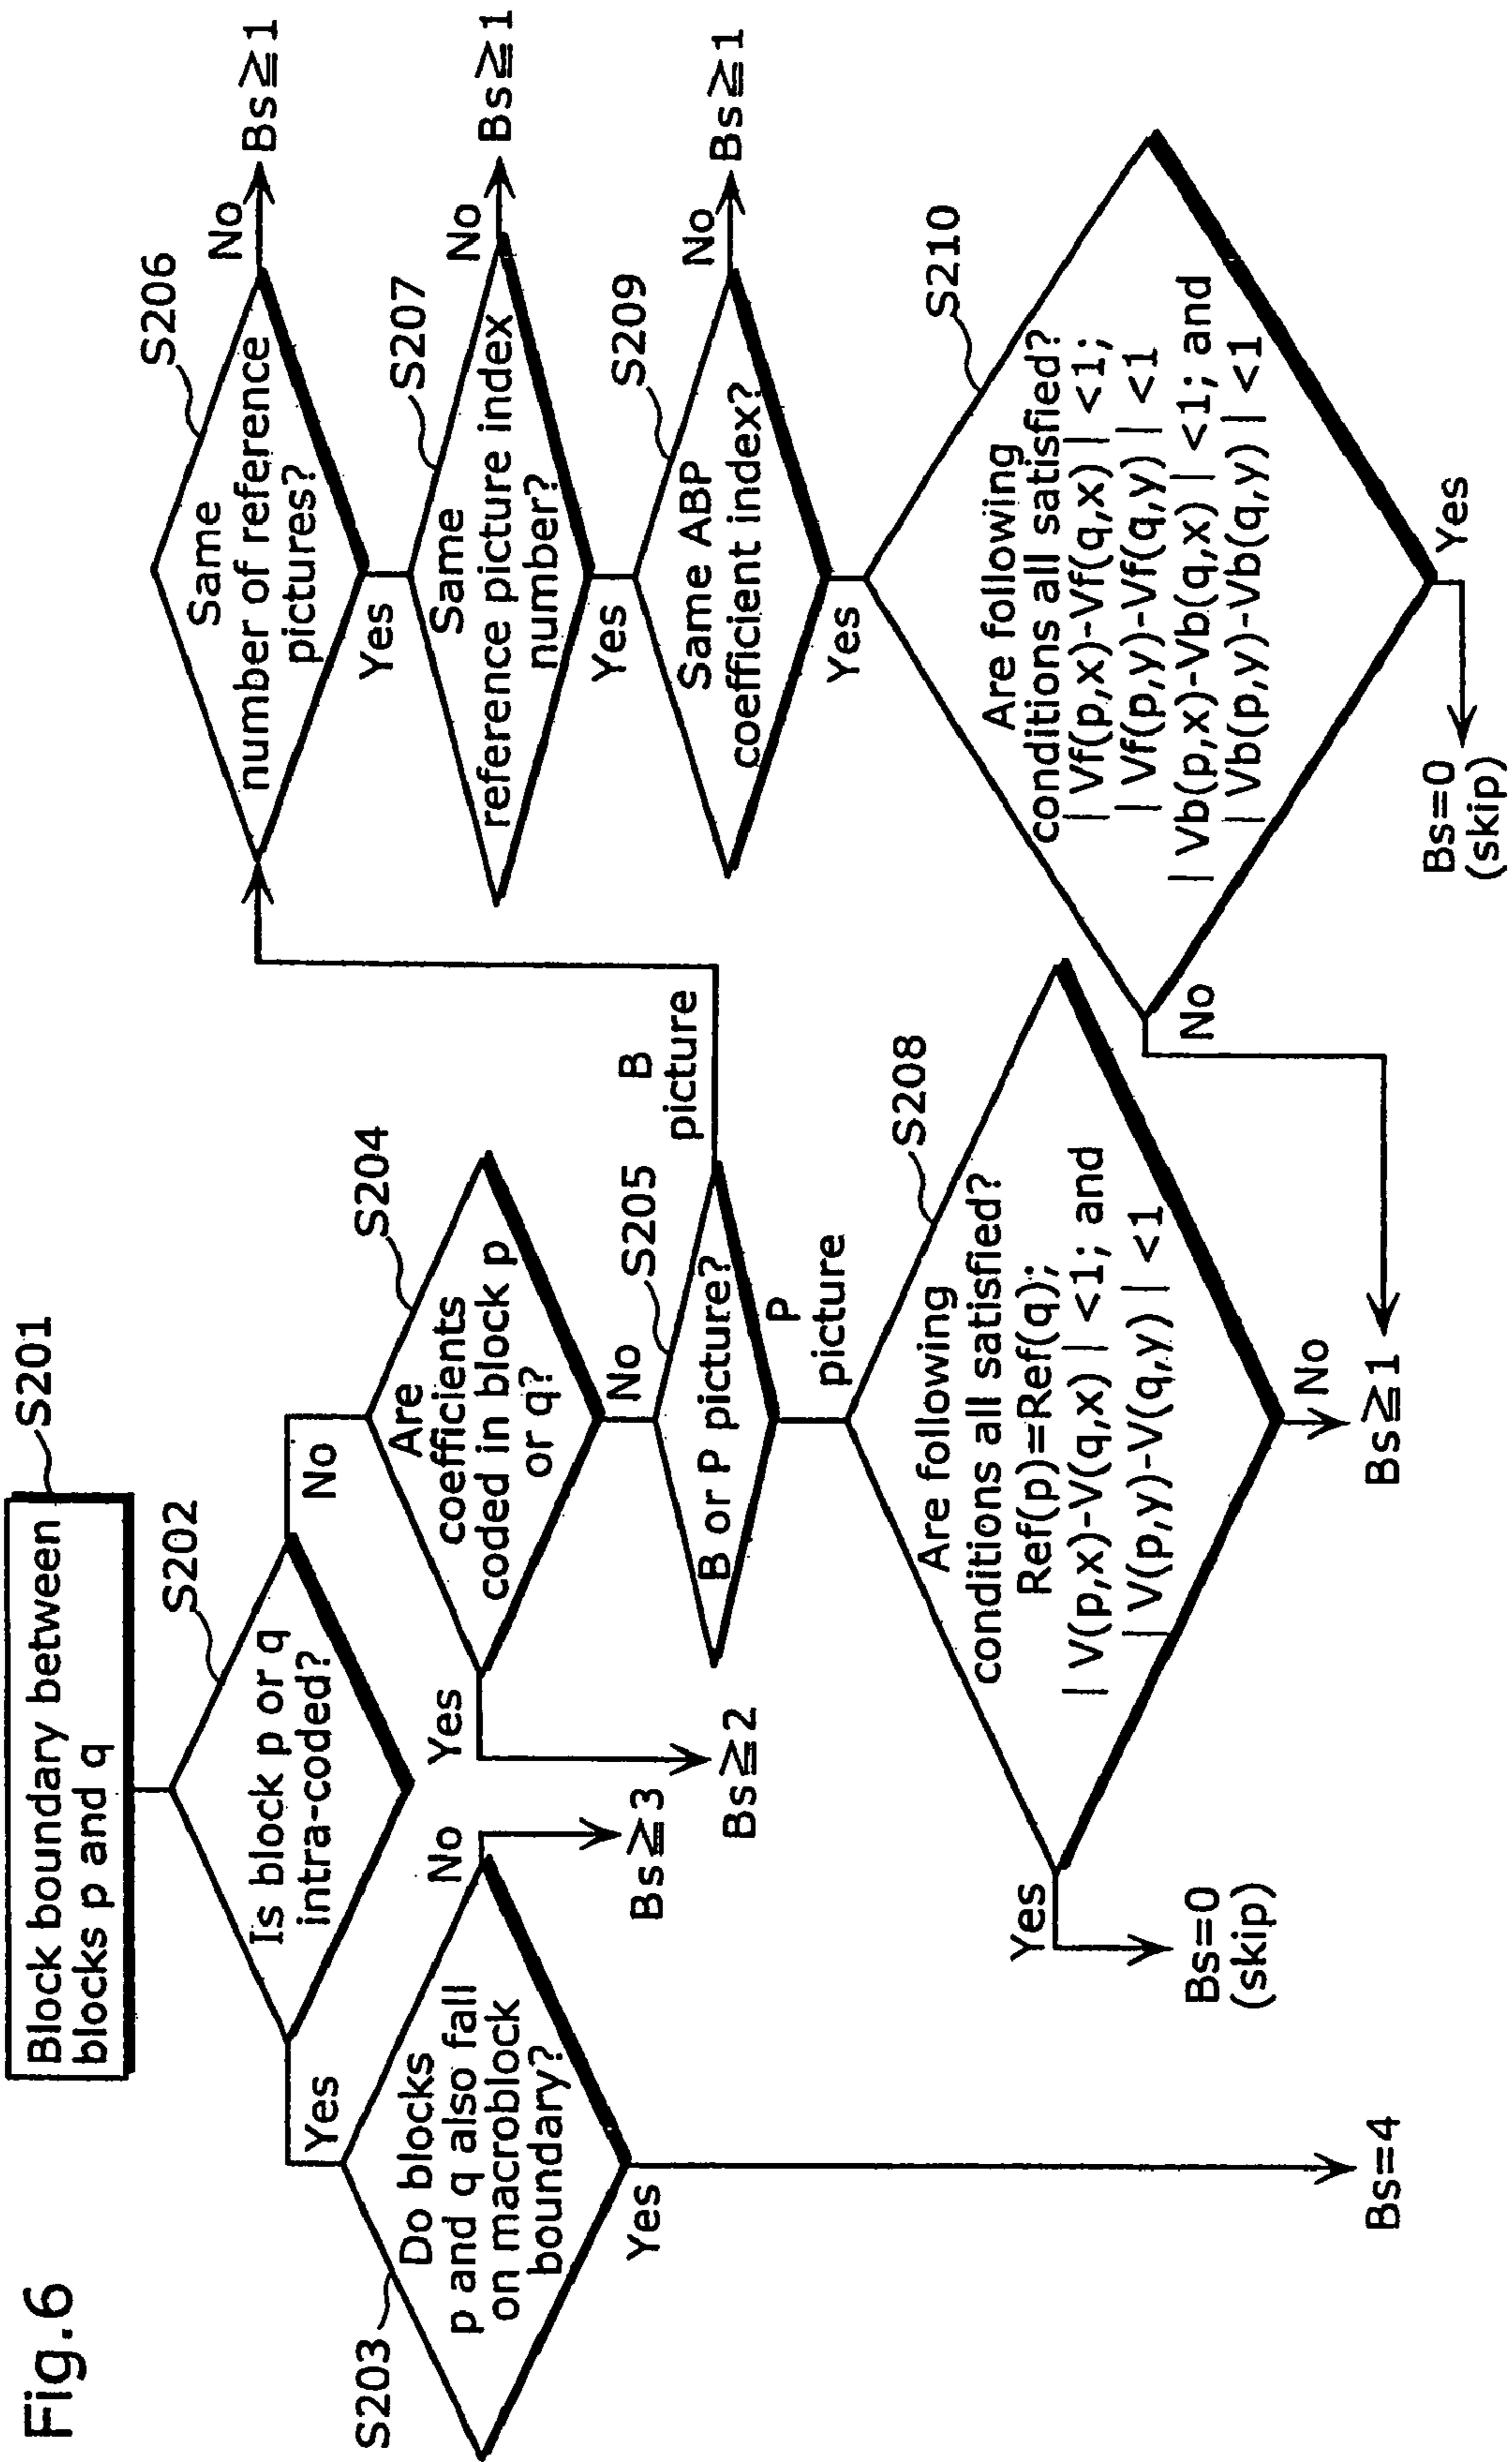 Fig.6
Block boundary between
blocks p and q
S201
S202
Is block p or q
intra-coded?
Yes
No
S203
Do blocks
p and q also fall
on macroblock
boundary?
No
Bs≧3
Yes
Bs=4
S204
Are
coefficients
coded in block p
or q?
Yes
Bs≧2
No
S205
B or P picture?
B
picture
P
picture
S208
Are following
conditions all satisfied?
Ref(p)=Ref(q);
| V(p,x)-V(q,x) | <1; and
| V(p,y)-V(q,y) | <1
Yes
Bs=0
(skip)
No
Bs≧1
S206
Same
number of reference
pictures?
No
Bs≧1
Yes
S207
Same
reference picture index
number?
No
Bs≧1
Yes
S209
Same ABP
coefficient index?
No
Bs≧1
Yes
S210
Are following
conditions all satisfied?
| Vf(p,x)-Vf(q,x) | <1;
| Vf(p,y)-Vf(q,y) | <1
| Vb(p,x)-Vb(q,x) | <1; and
| Vb(p,y)-Vb(q,y) | <1
No
Yes
Bs=0
(skip)